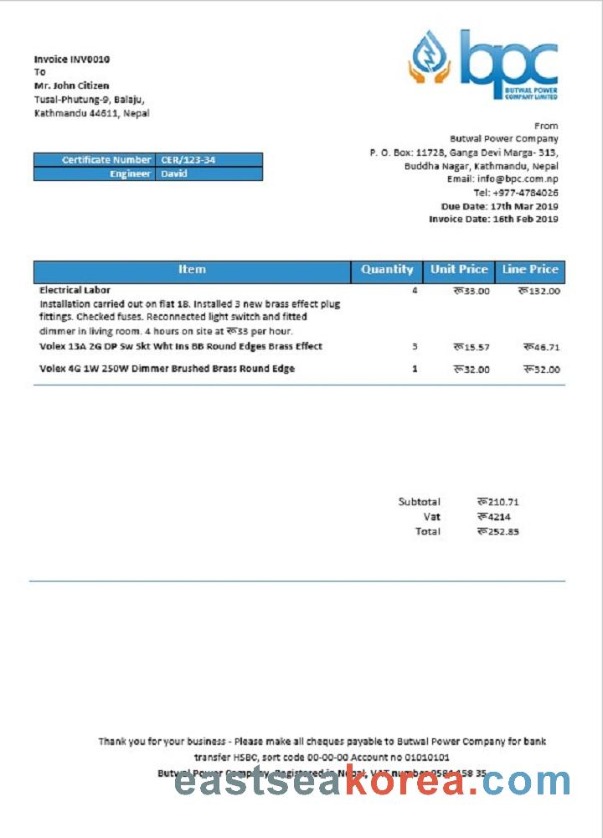 Invoice INV0010
To
Mr. John Citizen
Tusal-Phutung-9, Balaju,
Kathmandu 44611, Nepal
bpc
BUTWAL POWER
COMPANY LIMITED
From
Butwal Power Company
P. O. Box: 11728, Ganga Devi Marga- 313,
Buddha Nagar, Kathmandu, Nepal
Email: info@bpc.com.np
Tel: +977-4784026
Due Date: 17th Mar 2019
Invoice Date: 16th Feb 2019
Certificate Number CER/123-34
Engineer David
Item Quantity Unit Price Line Price
Electrical Labor 4 रू33.00 रू132.00
Installation carried out on flat 1B. Installed 3 new brass effect plug
fittings. Checked fuses. Reconnected light switch and fitted
dimmer in living room. 4 hours on site at रू33 per hour.
Volex 13A 2G DP Sw Skt Wht Ins BB Round Edges Brass Effect 3 रू15.57 रू46.71
Volex 4G 1W 250W Dimmer Brushed Brass Round Edge 1 रू32.00 रू32.00
Subtotal रू210.71
Vat रू4214
Total रू252.85
Thank you for your business - Please make all cheques payable to Butwal Power Company for bank
transfer HSBC, sort code 00-00-00 Account no 01010101
Butwal Power Company, Registered in Nepal, VAT number 9584 158 35
eastseakorea.com